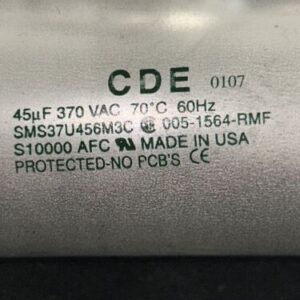 CDE 0107
45µF 370 VAC 70°C 60Hz
SMS37U456M3C 005-1564-RMF
S10000 AFC MADE IN USA
PROTECTED-NO PCB'S CE